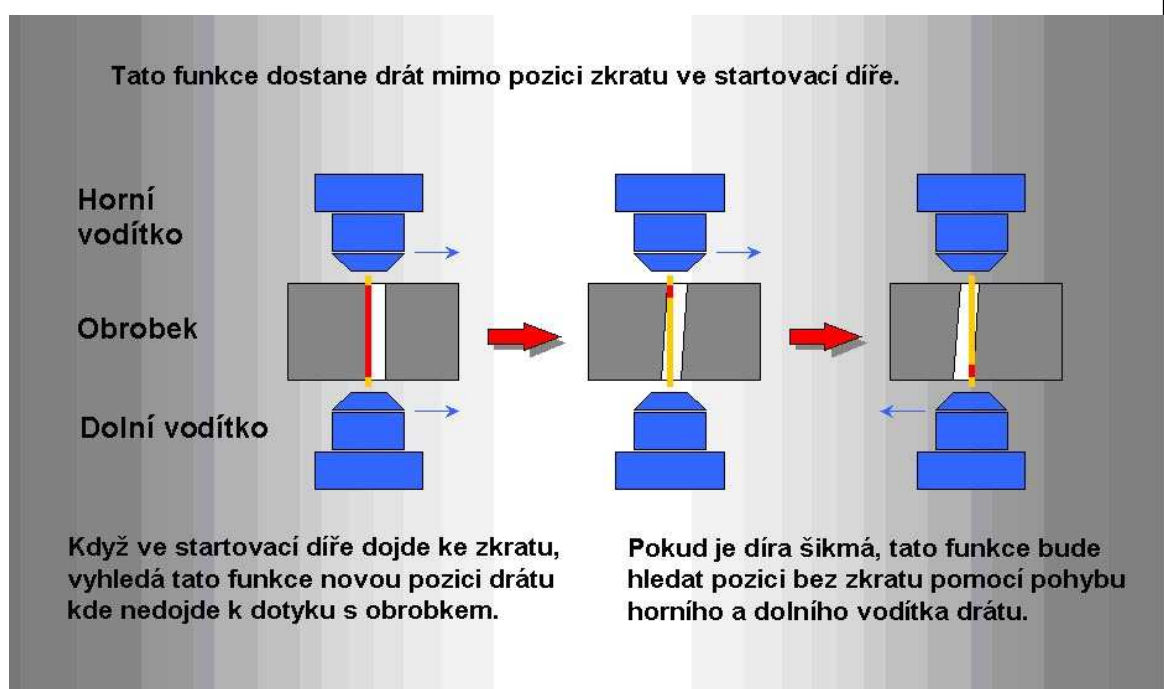 Tato funkce dostane drát mimo pozici zkratu ve startovací díře.
Horní
vodítko
Obrobek
Dolní vodítko
Když ve startovací díře dojde ke zkratu,
vyhledá tato funkce novou pozici drátu
kde nedojde k dotyku s obrobkem.
Pokud je díra šikmá, tato funkce bude
hledat pozici bez zkratu pomocí pohybu
horního a dolního vodítka drátu.